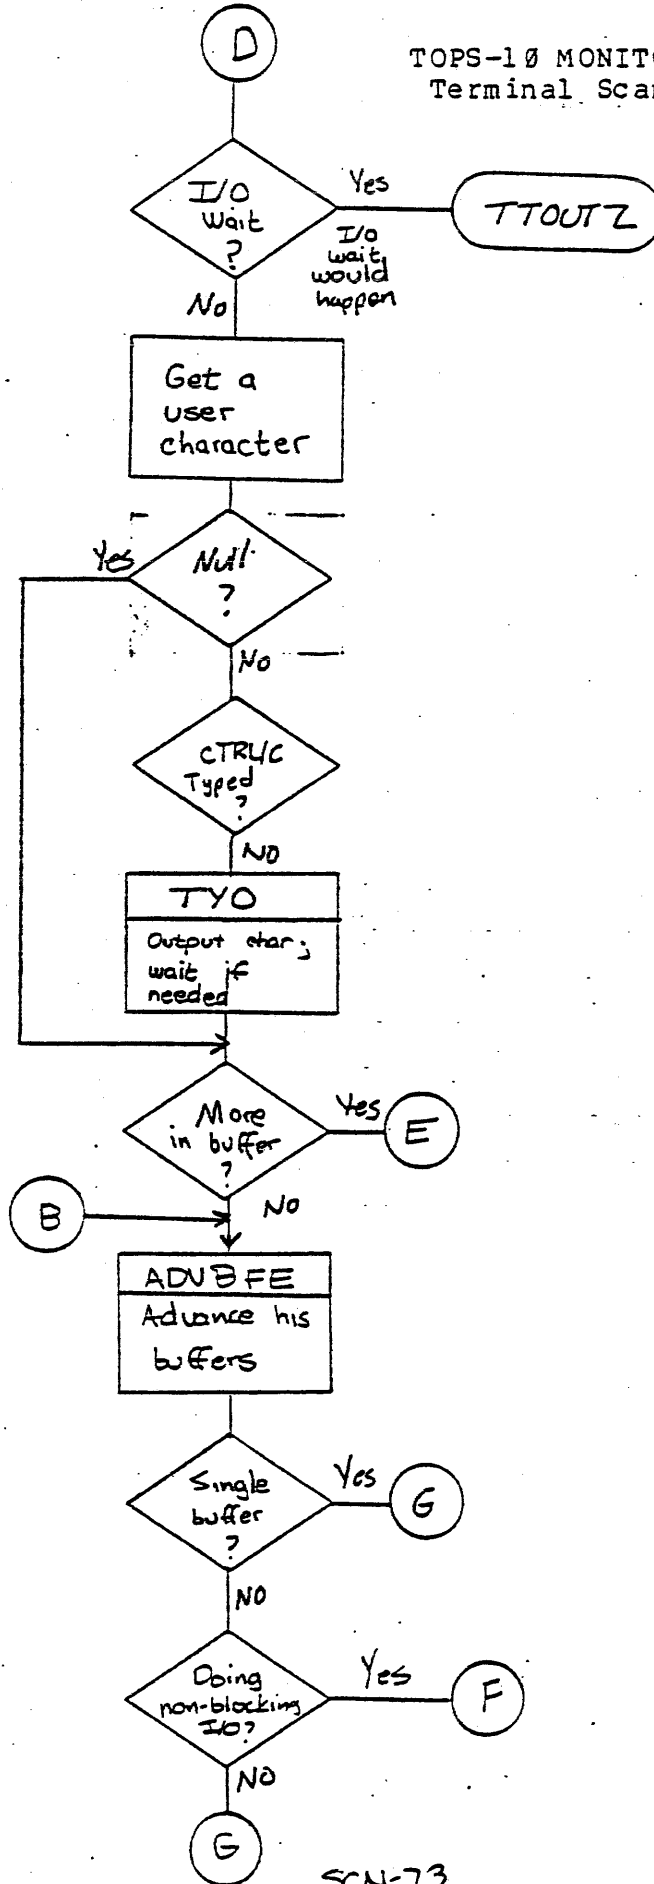 D
TOPS-10 MONITO
Terminal Scan
I/O
wait
?
Yes
I/O
wait
would
happen
TTOUTZ
No
Get a
user
character
Yes
Null
?
No
CTRL/C
Typed
?
NO
TYO
Output char;
wait if
needed
More
in buffer
?
Yes
E
B
NO
ADVBFE
Advance his
buffers
Single
buffer
?
Yes
G
NO
Doing
non-blocking
I/O?
Yes
F
NO
G
SCN-73